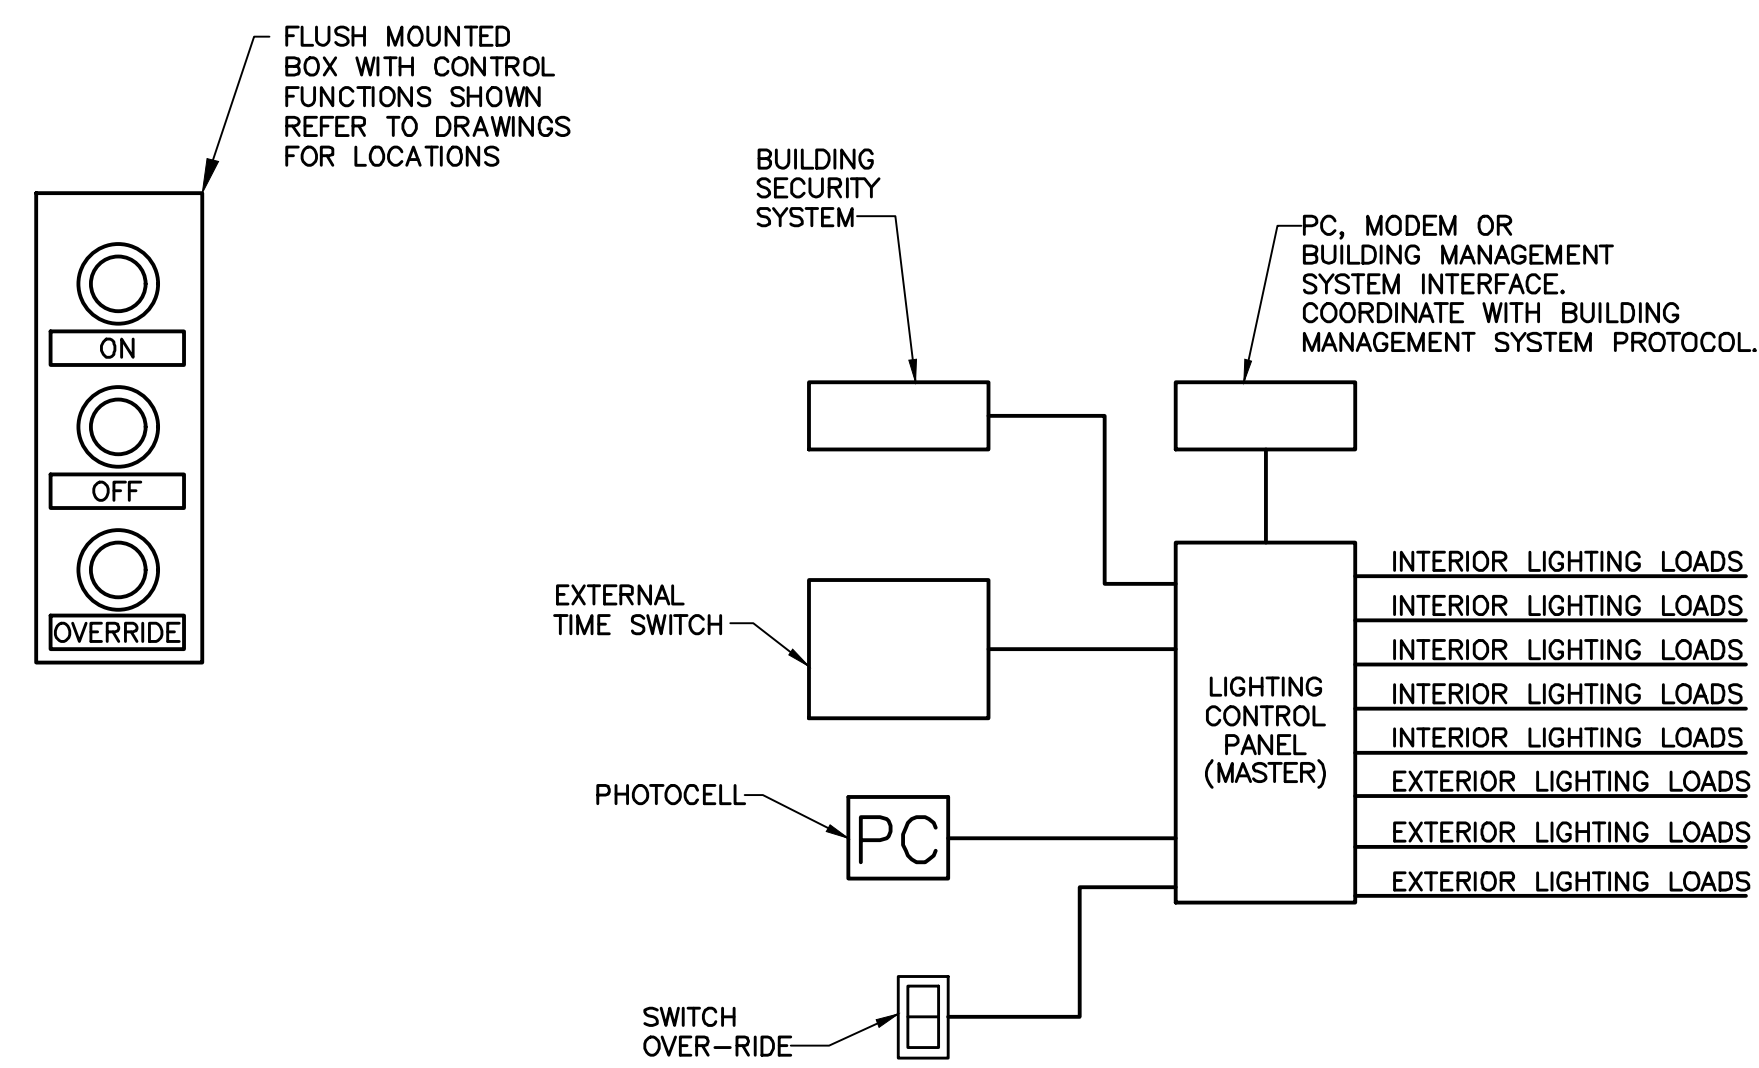 FLUSH MOUNTED
BOX WITH CONTROL
FUNCTIONS SHOWN
REFER TO DRAWINGS
FOR LOCATIONS
ON
OFF
OVERRIDE
BUILDING
SECURITY
SYSTEM
PC, MODEM OR
BUILDING MANAGEMENT
SYSTEM INTERFACE.
COORDINATE WITH BUILDING
MANAGEMENT SYSTEM PROTOCOL.
EXTERNAL
TIME SWITCH
PHOTOCELL
PC
SWITCH
OVER-RIDE
LIGHTING
CONTROL
PANEL
(MASTER)
INTERIOR LIGHTING LOADS
INTERIOR LIGHTING LOADS
INTERIOR LIGHTING LOADS
INTERIOR LIGHTING LOADS
INTERIOR LIGHTING LOADS
EXTERIOR LIGHTING LOADS
EXTERIOR LIGHTING LOADS
EXTERIOR LIGHTING LOADS